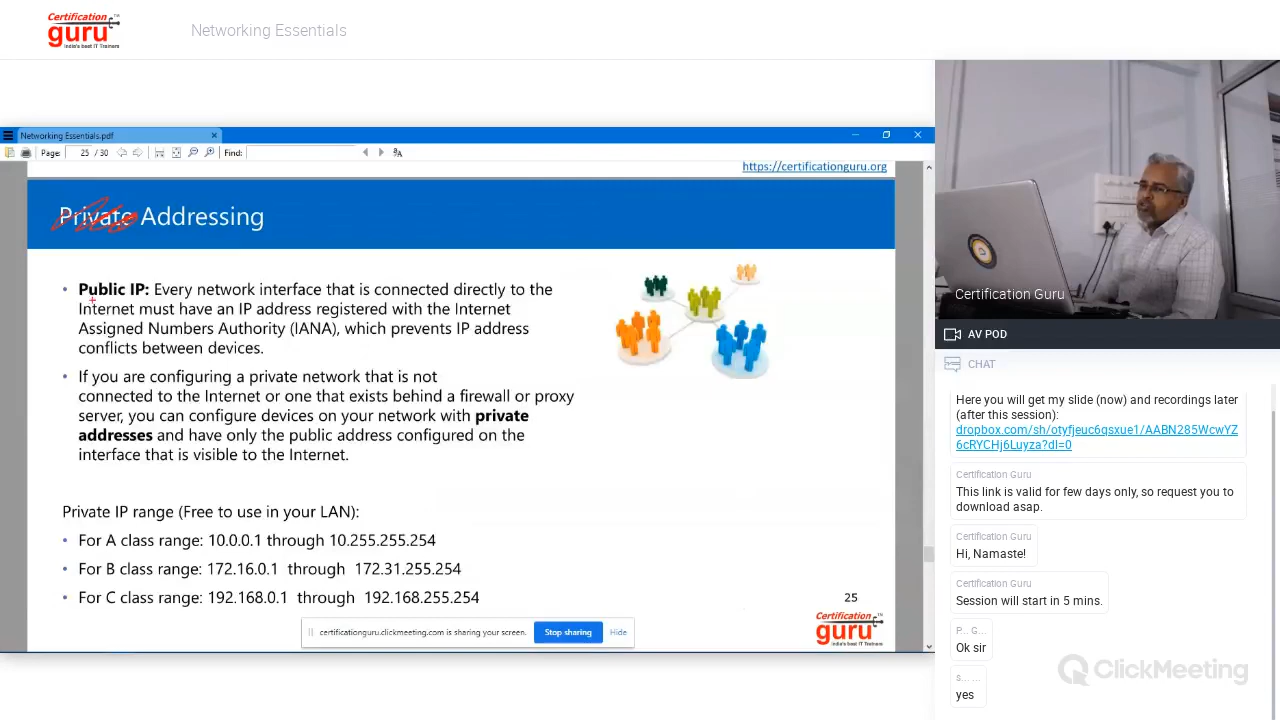 Certification
guru
TM
India's best IT Trainers
Networking Essentials
Networking Essentials.pdf
Page: 25 / 30 Find:
https://certificationguru.org
Private Addressing
• Public IP: Every network interface that is connected directly to the
Internet must have an IP address registered with the Internet
Assigned Numbers Authority (IANA), which prevents IP address
conflicts between devices.
• If you are configuring a private network that is not
connected to the Internet or one that exists behind a firewall or proxy
server, you can configure devices on your network with private
addresses and have only the public address configured on the
interface that is visible to the Internet.
Private IP range (Free to use in your LAN):
• For A class range: 10.0.0.1 through 10.255.255.254
• For B class range: 172.16.0.1 through 172.31.255.254
• For C class range: 192.168.0.1 through 192.168.255.254
25
Certification
guru
TM
India's best IT Trainers
certificationguru.clickmeeting.com is sharing your screen. Stop sharing Hide
Certification Guru
AV POD
CHAT
Here you will get my slide (now) and recordings later
(after this session):
dropbox.com/sh/otyfjeuc6qsxue1/AABN285WcwYZ
6cRYCHj6Luyza?dl=0
Certification Guru
This link is valid for few days only, so request you to
download asap.
Certification Guru
Hi, Namaste!
Certification Guru
Session will start in 5 mins.
P... G...
Ok sir
s... ...
yes
ClickMeeting